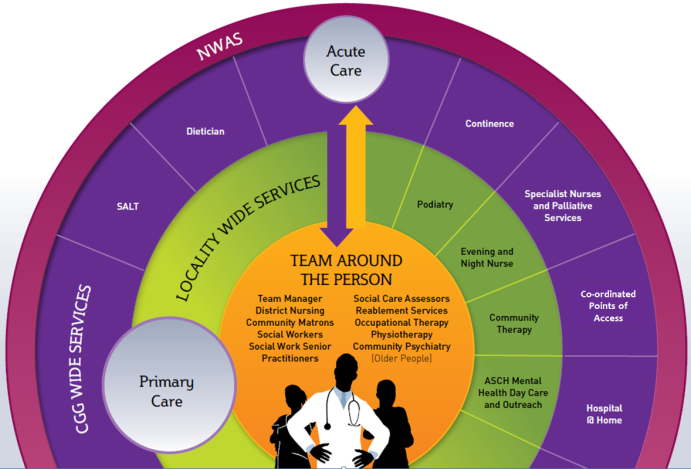 NWAS
Acute
Care
Dietician
Continence
SALT
Specialist Nurses
and Palliative
Services
LOCALITY WIDE SERVICES
Podiatry
Evening and
Night Nurse
TEAM AROUND
THE PERSON
Team Manager
District Nursing
Community Matrons
Social Workers
Social Work Senior
Practitioners
Social Care Assessors
Reablement Services
Occupational Therapy
Physiotherapy
Community Psychiatry
(Older People)
Community
Therapy
Co-ordinated
Points of
Access
CGG WIDE SERVICES
Primary
Care
ASCH Mental
Health Day Care
and Outreach
Hospital
@ Home